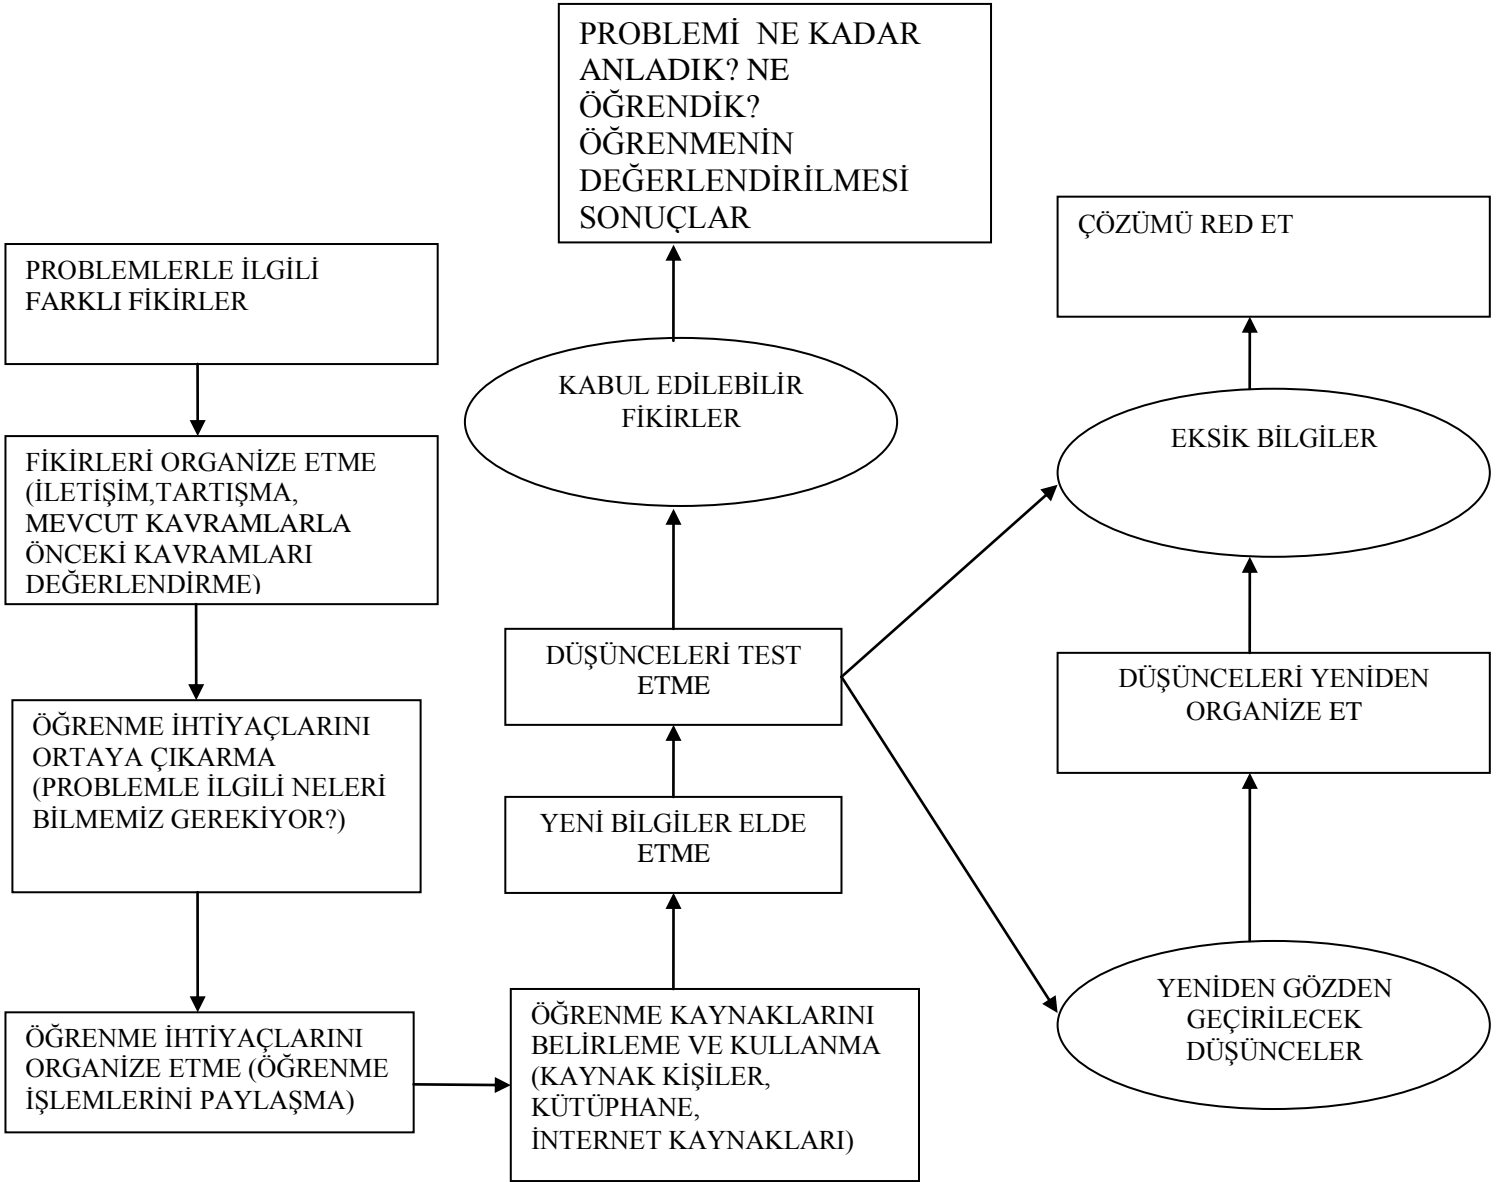 PROBLEMİ  NE KADAR
ANLADIK? NE
ÖĞRENDİK?
ÖĞRENMENİN
DEĞERLENDİRİLMESİ
SONUÇLAR
ÇÖZÜMÜ RED ET
PROBLEMLERLE İLGİLİ
FARKLI FİKİRLER
KABUL EDİLEBİLİR
FİKİRLER
EKSİK BİLGİLER
FİKİRLERİ ORGANİZE ETME
(İLETİŞİM,TARTIŞMA,
MEVCUT KAVRAMLARLA
ÖNCEKİ KAVRAMLARI
DEĞERLENDİRME)
DÜŞÜNCELERİ TEST
ETME
DÜŞÜNCELERİ YENİDEN
ORGANİZE ET
ÖĞRENME İHTİYAÇLARINI
ORTAYA ÇIKARMA
(PROBLEMLE İLGİLİ NELERİ
BİLMEMİZ GEREKİYOR?)
YENİ BİLGİLER ELDE
ETME
YENİDEN GÖZDEN
GEÇİRİLECEK
DÜŞÜNCELER
ÖĞRENME İHTİYAÇLARINI
ORGANİZE ETME (ÖĞRENME
İŞLEMLERİNİ PAYLAŞMA)
ÖĞRENME KAYNAKLARINI
BELİRLEME VE KULLANMA
(KAYNAK KİŞİLER,
KÜTÜPHANE,
İNTERNET KAYNAKLARI)